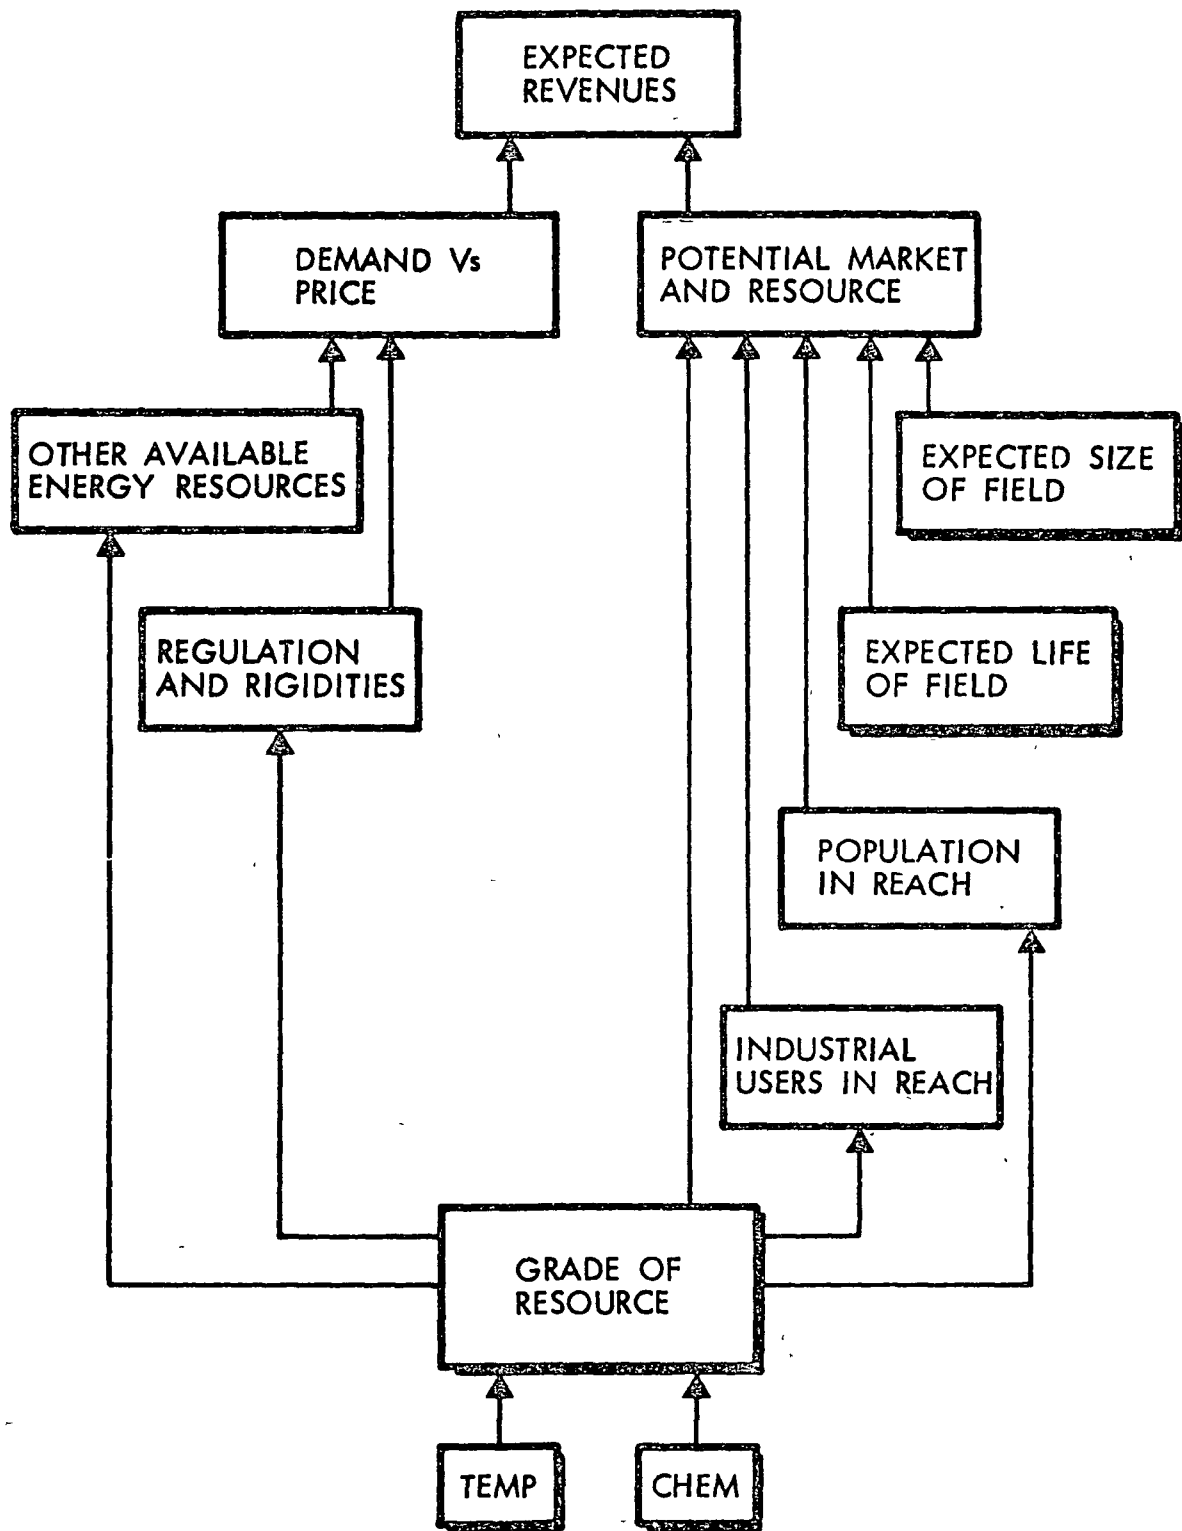 EXPECTED
REVENUES
DEMAND Vs
PRICE
POTENTIAL MARKET
AND RESOURCE
OTHER AVAILABLE
ENERGY RESOURCES
EXPECTED SIZE
OF FIELD
REGULATION
AND RIGIDITIES
EXPECTED LIFE
OF FIELD
POPULATION
IN REACH
INDUSTRIAL
USERS IN REACH
GRADE OF
RESOURCE
TEMP
CHEM